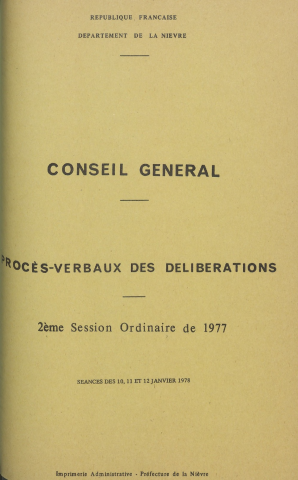 REPUBLIQUE FRANCAISE
DEPARTEMENT DE LA NIEVRE
CONSEIL GENERAL
PROCÈS-VERBAUX DES DELIBERATIONS
2ème Session Ordinaire de 1977
SEANCES DES 10, 11 ET 12 JANVIER 1978
Imprimerie Administrative - Préfecture de la Nièvre